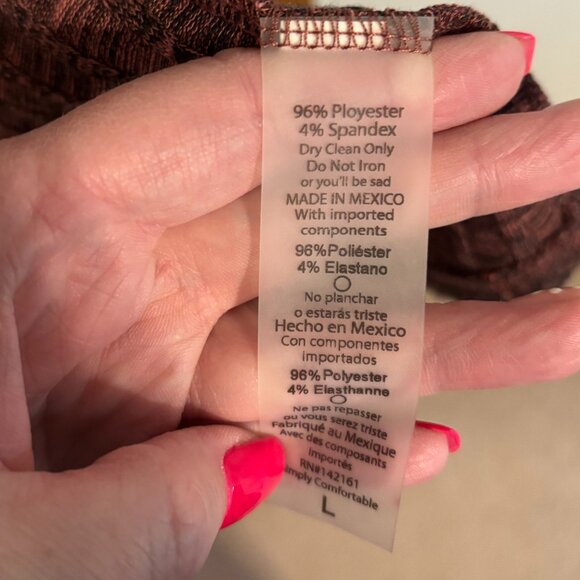 96% Ployester
4% Spandex
Dry Clean Only
Do Not Iron
or you'll be sad
MADE IN MEXICO
With imported
components
96% Poliéster
4% Elastano
No planchar
o estarás triste
Hecho en Mexico
Con componentes
importados
96% Polyester
4% Elasthanne
Ne pas repasser
ou vous serez triste
Fabriqué au Mexique
Avec des composants
Importés
RN#142161
Simply Comfortable
L